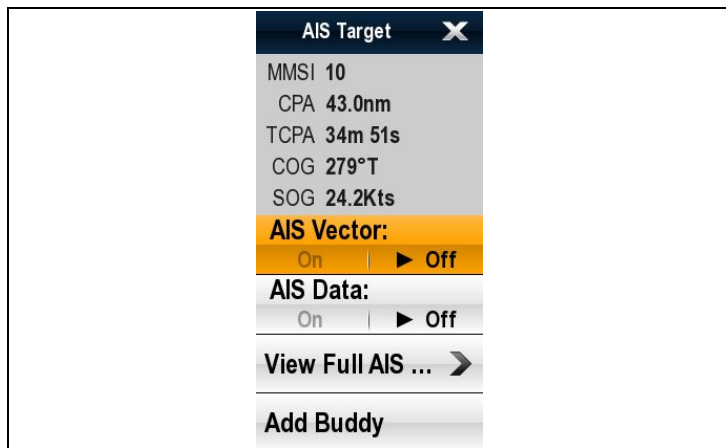 AIS Target X
MMSI 10
CPA 43.0nm
TCPA 34m 51s
COG 279°T
SOG 24.2Kts
AIS Vector:
On ► Off
AIS Data:
On ► Off
View Full AIS ...
Add Buddy